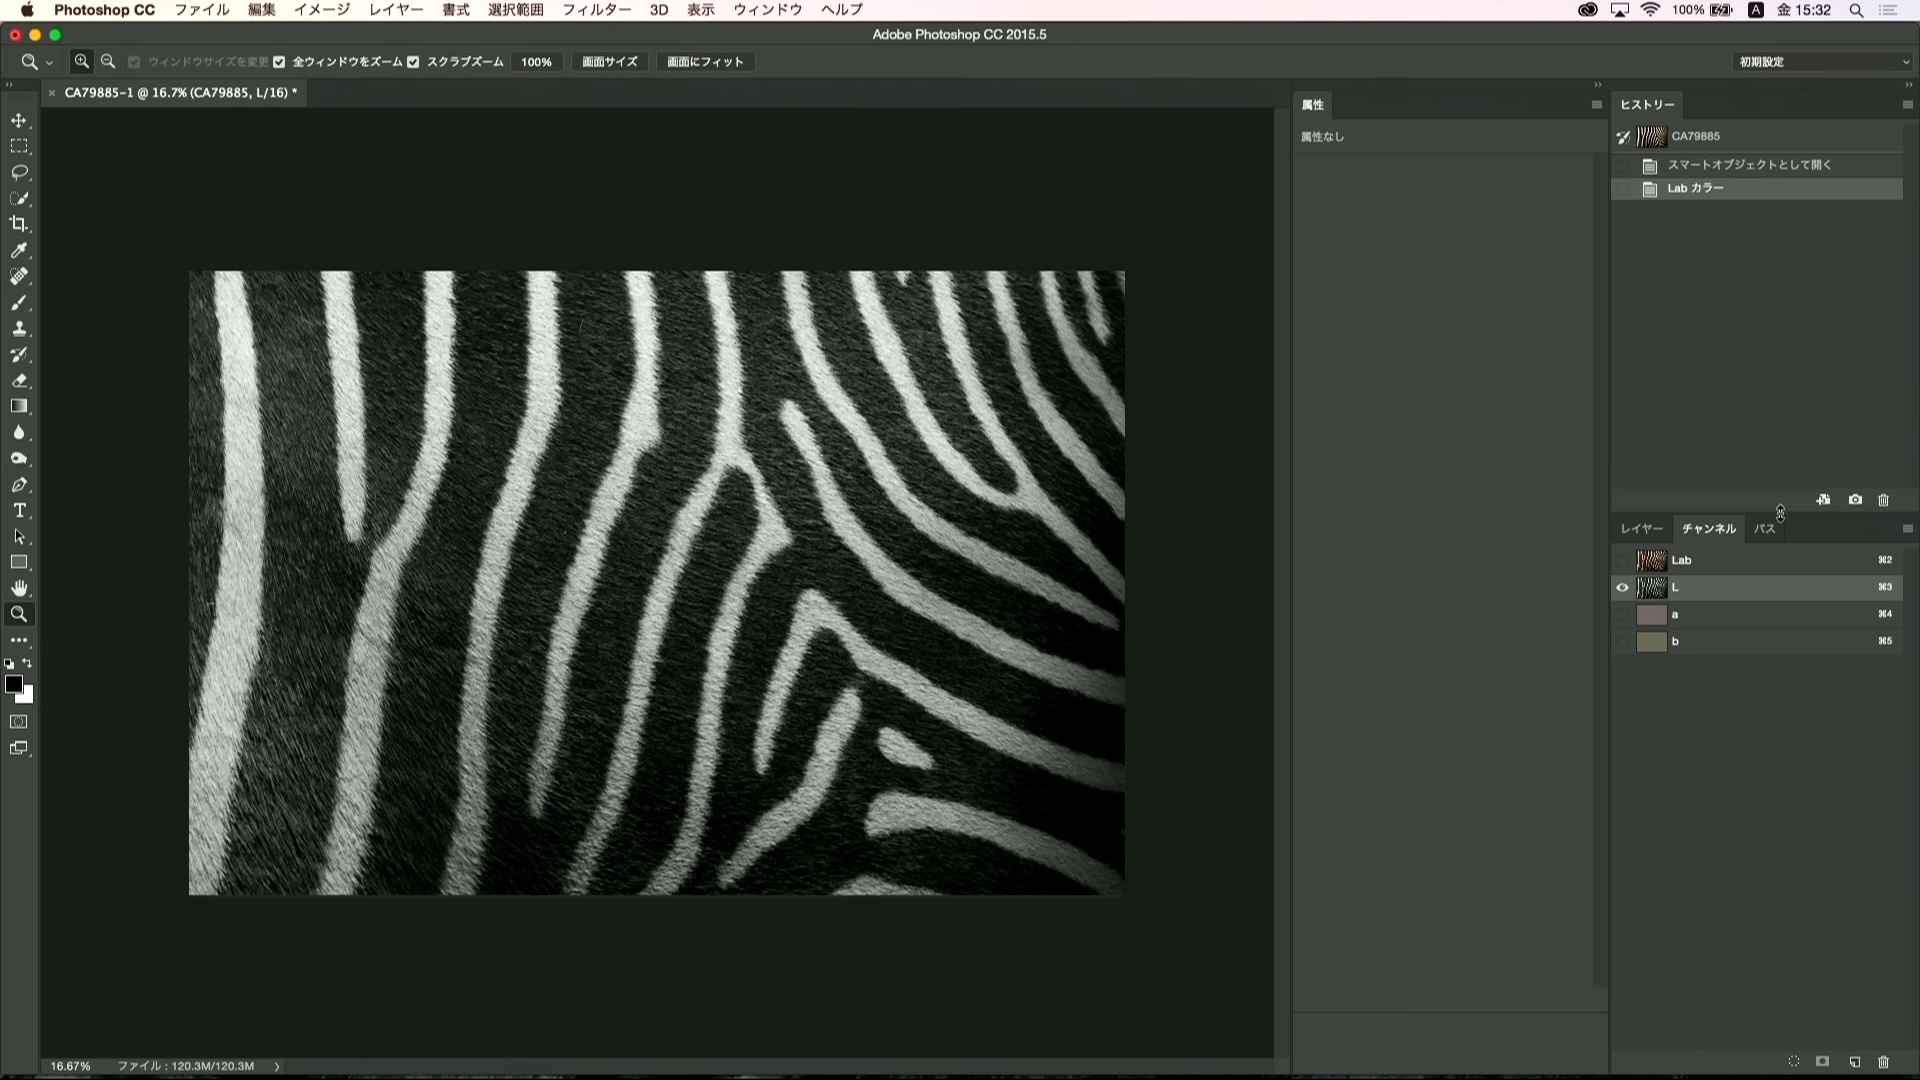 Photoshop CC ファイル 編集 イメージ レイヤー 書式 選択範囲 フィルター 3D 表示 ウィンドウ ヘルプ 100% A 金 15:32
Adobe Photoshop CC 2015.5
ウィンドウサイズを変更 全ウィンドウをズーム スクラブズーム 100% 画面サイズ 画面にフィット 初期設定
× CA79885-1 @ 16.7% (CA79885, L/16) *
属性
属性なし
ヒストリー
CA79885
スマートオブジェクトとして開く
Lab カラー
レイヤー チャンネル パス
Lab ⌘2
L ⌘3
a ⌘4
b ⌘5
16.67% ファイル : 120.3M/120.3M